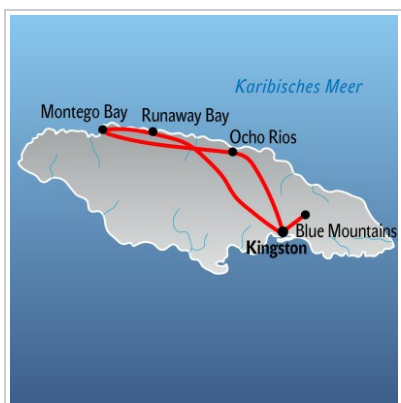 Karibisches Meer
Montego Bay
Runaway Bay
Ocho Rios
Blue Mountains
Kingston